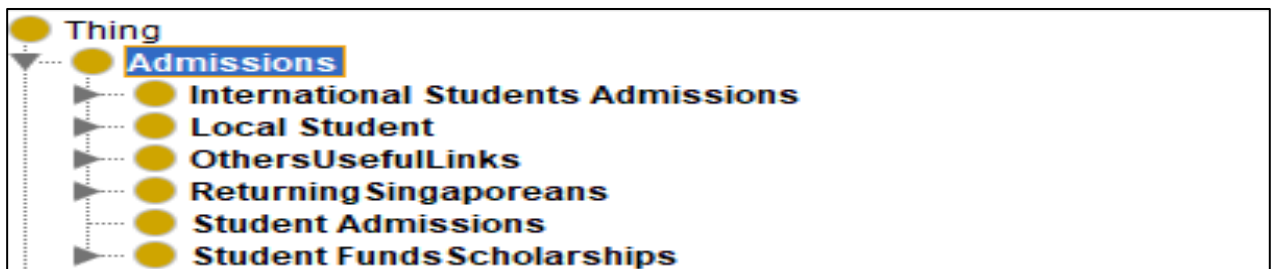 Thing
Admissions
International Students Admissions
Local Student
OthersUsefulLinks
Returning Singaporeans
Student Admissions
Student Funds Scholarships